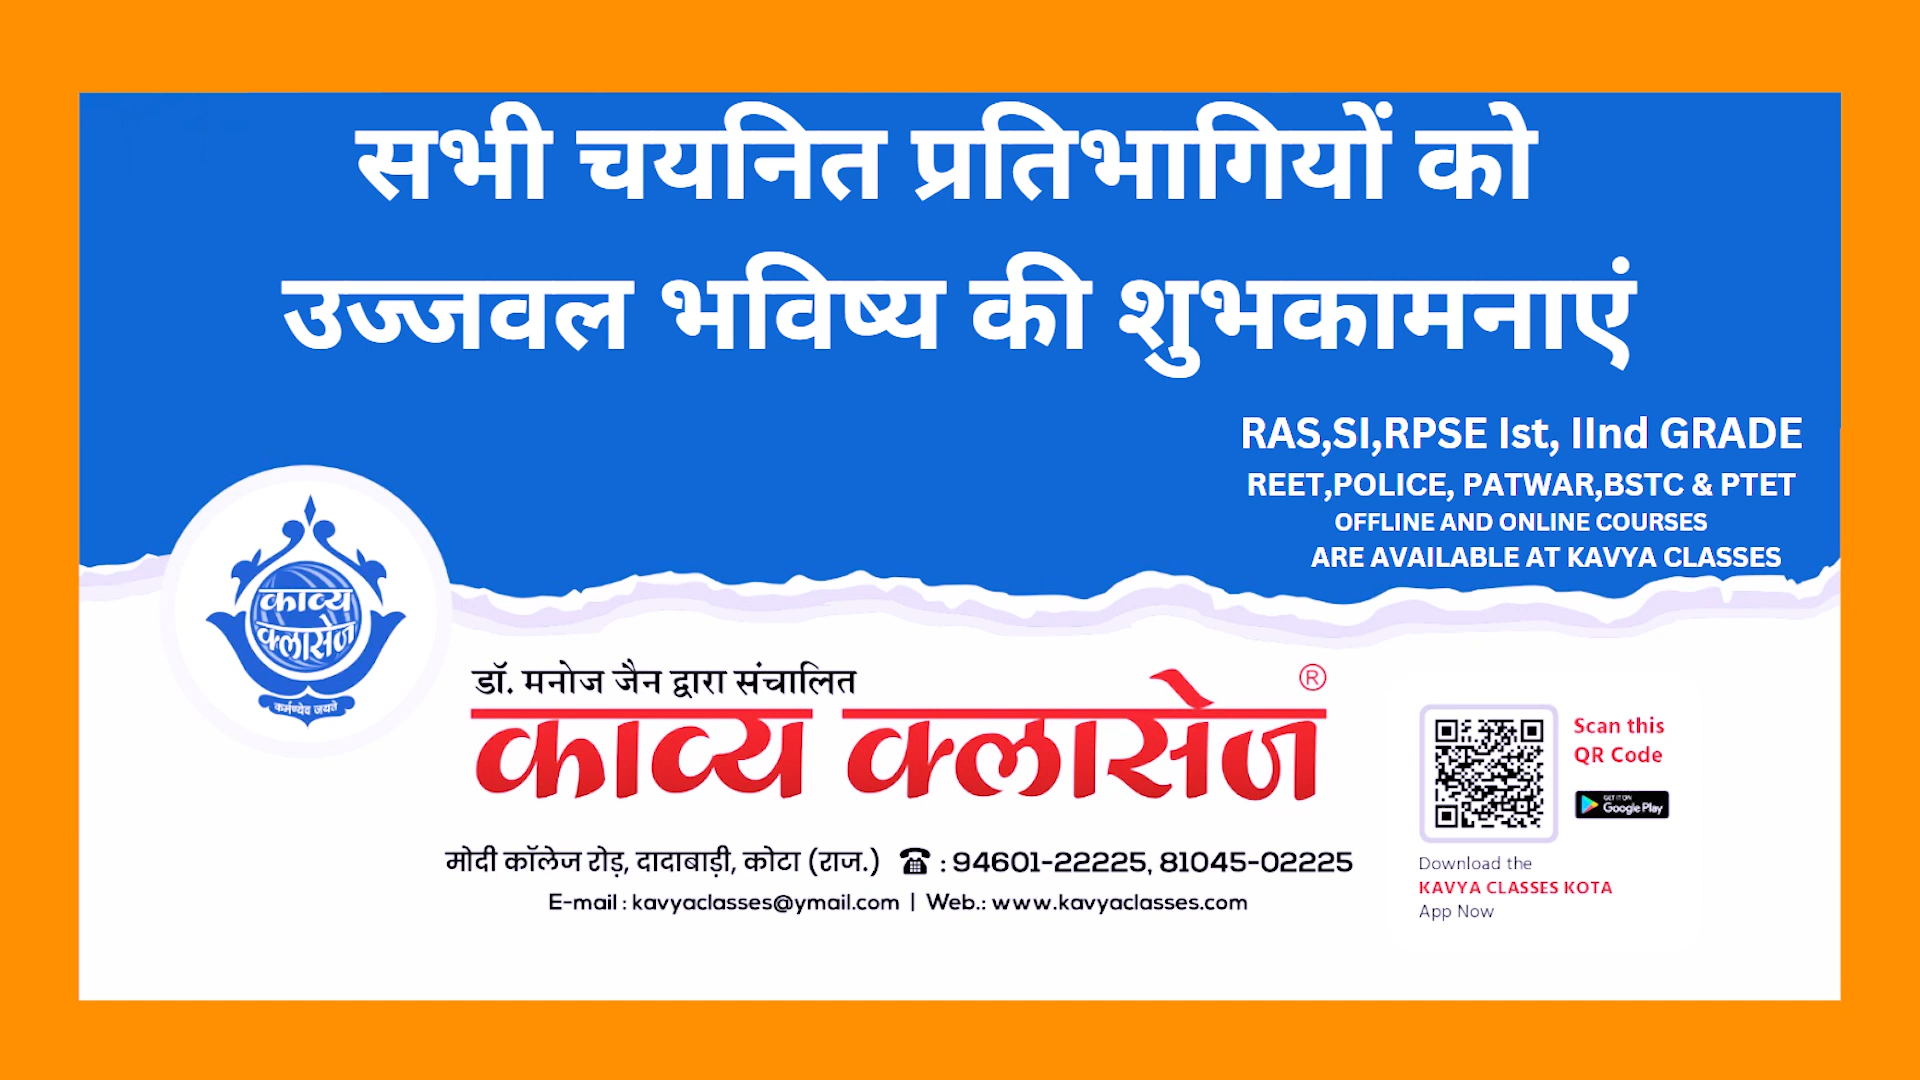 सभी चयनित प्रतिभागियों को
उज्जवल भविष्य की शुभकामनाएं
RAS,SI,RPSE Ist, IInd GRADE
REET,POLICE, PATWAR,BSTC & PTET
OFFLINE AND ONLINE COURSES
ARE AVAILABLE AT KAVYA CLASSES
काव्य
क्लासेज
कर्मण्येव जयते
डॉ. मनोज जैन द्वारा संचालित
काव्य क्लासेज ®
मोदी कॉलेज रोड़, दादाबाड़ी, कोटा (राज.) ☎ : 94601-22225, 81045-02225
E-mail : kavyaclasses@ymail.com | Web.: www.kavyaclasses.com
Scan this
QR Code
GET IT ON
Google Play
Download the
KAVYA CLASSES KOTA
App Now